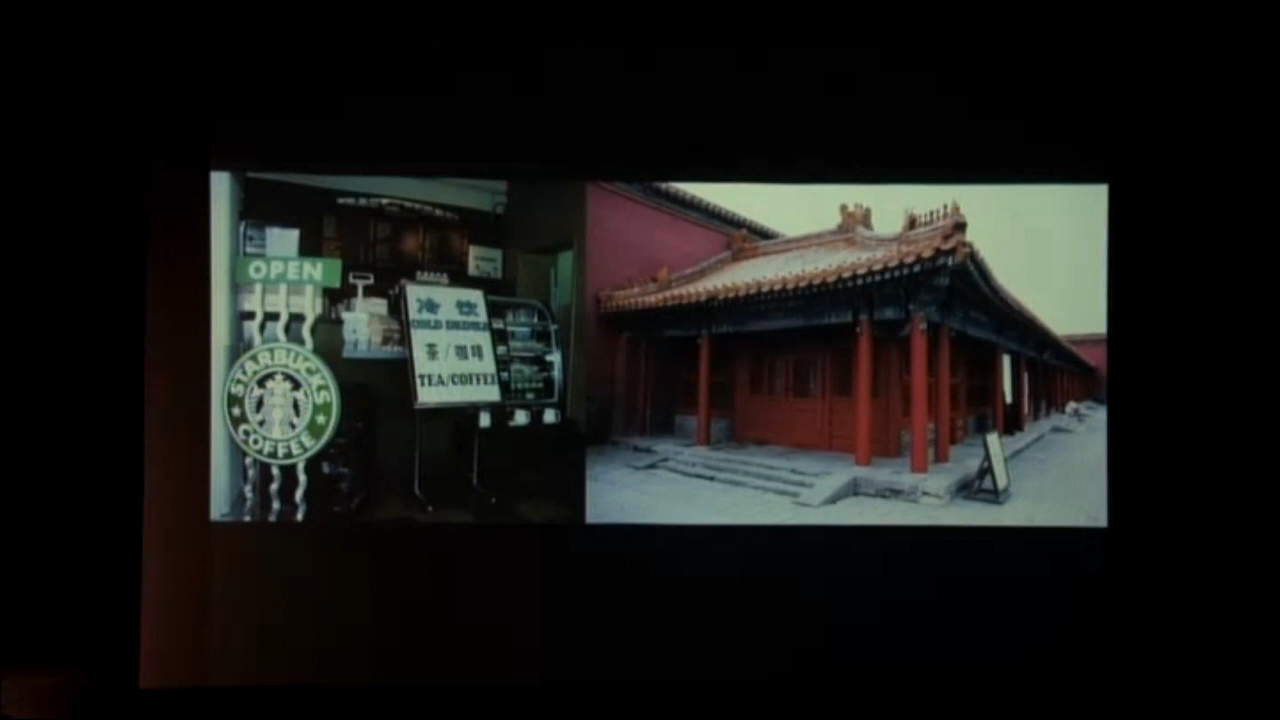 OPEN
STARBUCKS
COFFEE
冷 饮
COLD DRINKS
茶/咖啡
TEA/COFFEE